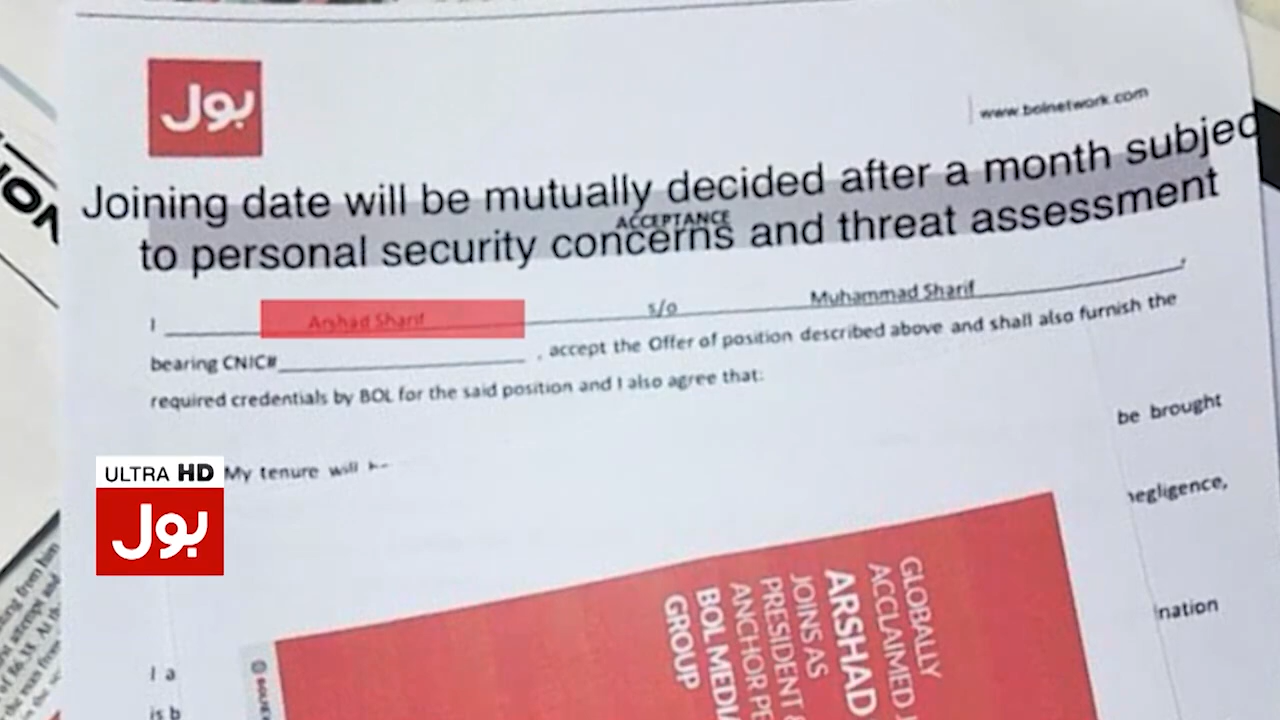 بول
www.bolnetwork.com
Joining date will be mutually decided after a month subjec
to personal security concerns and threat assessment
ACCEPTANCE
I Arshad Sharif s/o Muhammad Sharif,
bearing CNIC# , accept the Offer of position described above and shall also furnish the
required credentials by BOL for the said position and I also agree that:
be brought
My tenure will
negligence,
ULTRA HD
بول
GLOBALLY
ACCLAIMED J
ARSHAD
JOINS AS
PRESIDENT &
ANCHOR PE
BOL MEDIA
GROUP
ination
I a
is b